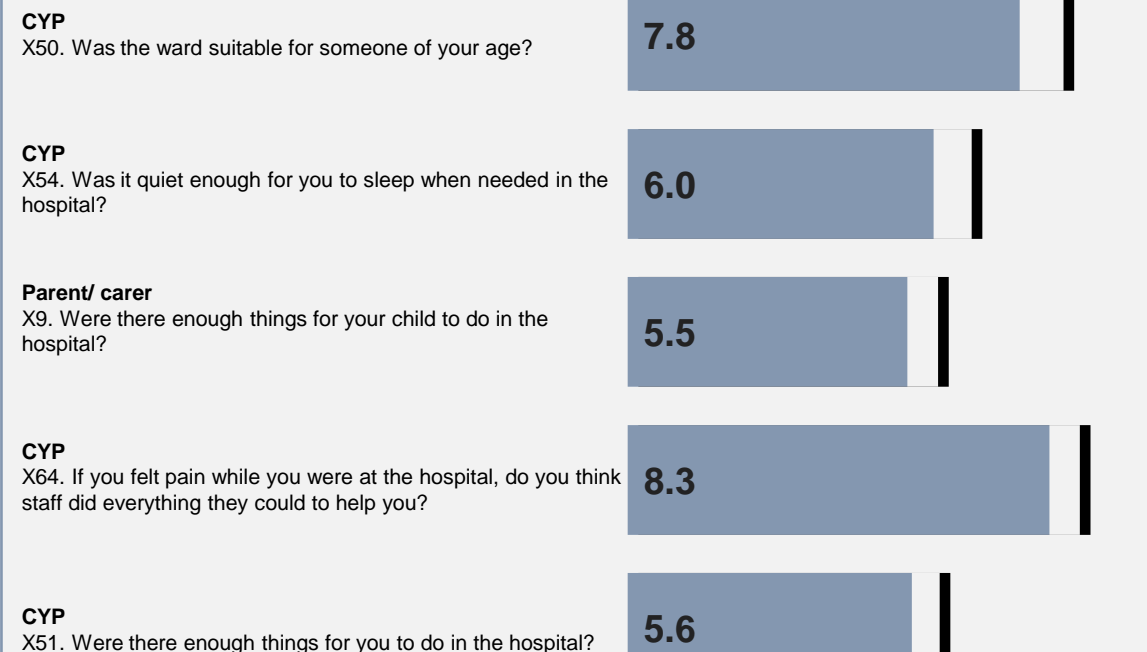 CYP
X50. Was the ward suitable for someone of your age?
7.8
CYP
X54. Was it quiet enough for you to sleep when needed in the
hospital?
6.0
Parent/ carer
X9. Were there enough things for your child to do in the
hospital?
5.5
CYP
X64. If you felt pain while you were at the hospital, do you think
staff did everything they could to help you?
8.3
CYP
X51. Were there enough things for you to do in the hospital?
5.6